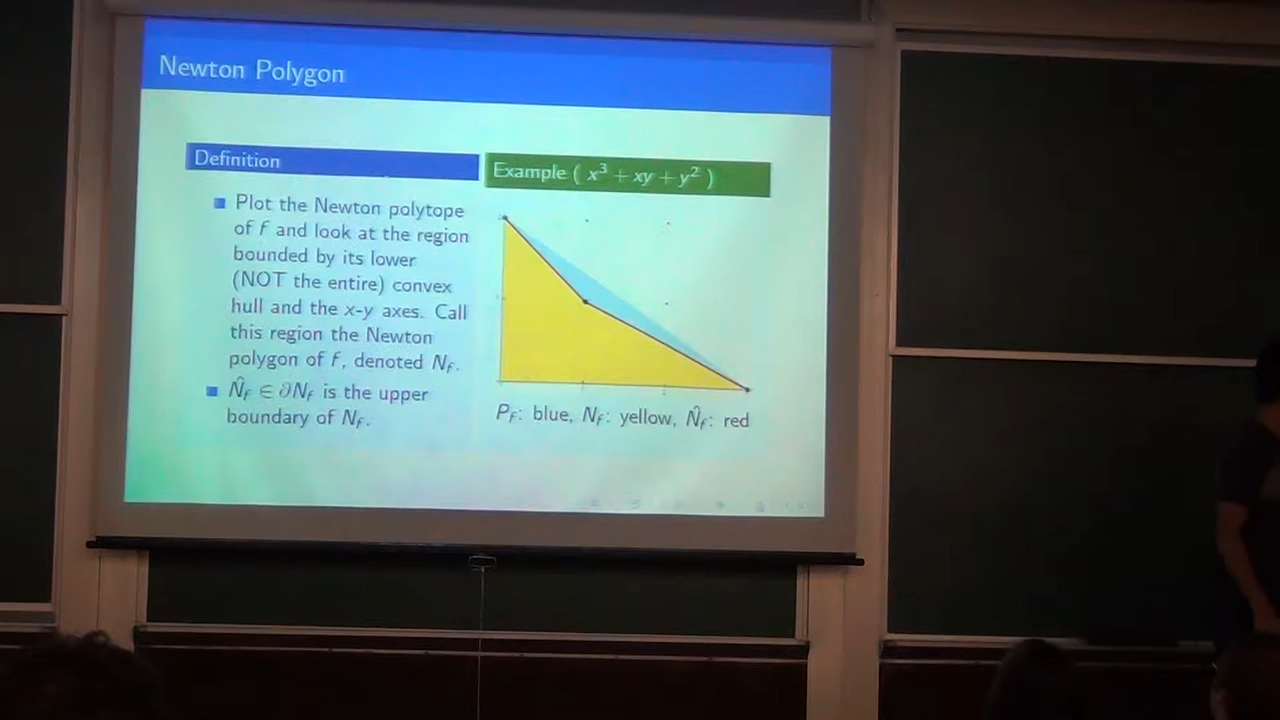 Newton Polygon
Definition
Plot the Newton polytope
of f and look at the region
bounded by its lower
(NOT the entire) convex
hull and the x-y axes. Call
this region the Newton
polygon of f, denoted N_f.
N̂_f ∈ ∂N_f is the upper
boundary of N_f.
Example ( x³ + xy + y² )
P_f: blue, N_f: yellow, N̂_f: red